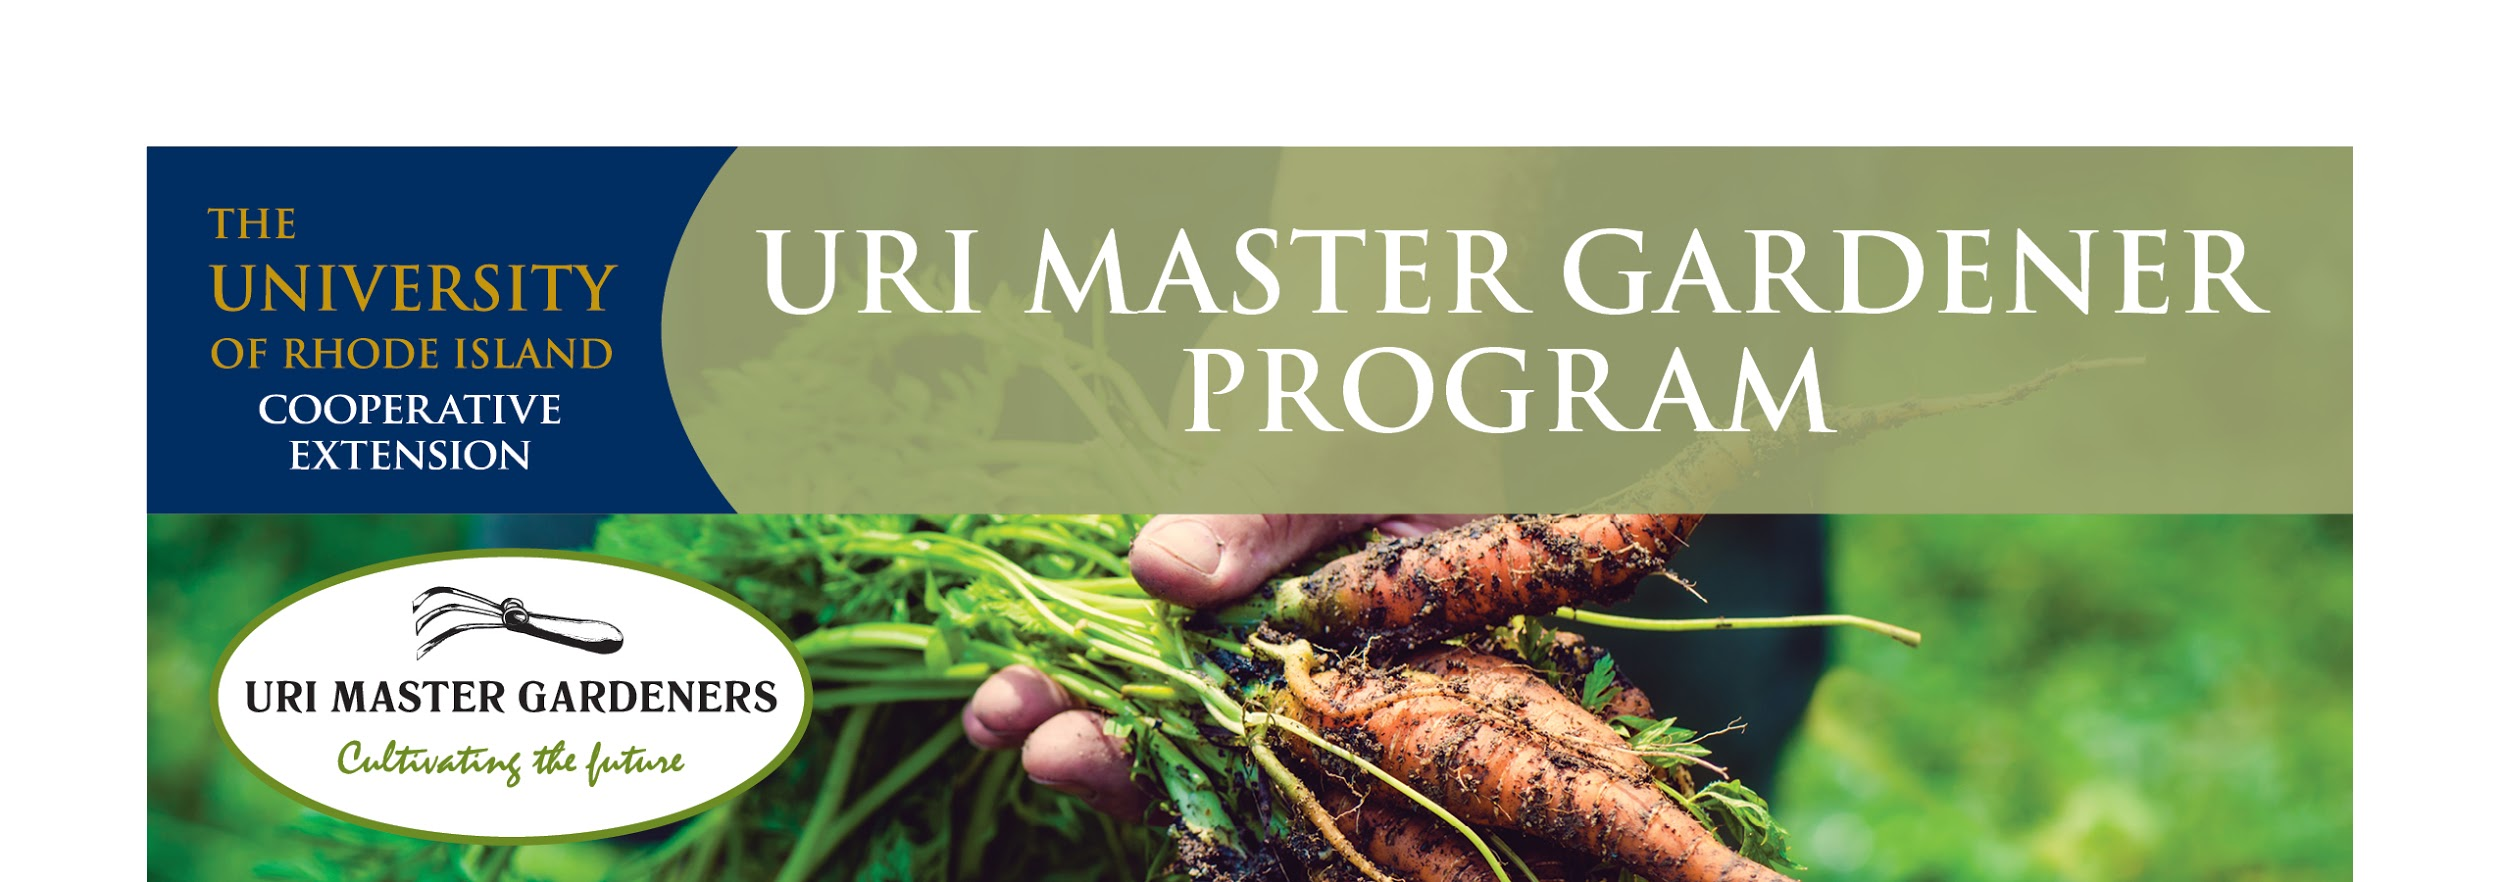 THE
UNIVERSITY
OF RHODE ISLAND
COOPERATIVE
EXTENSION
URI MASTER GARDENER
PROGRAM
URI MASTER GARDENERS
Cultivating the future